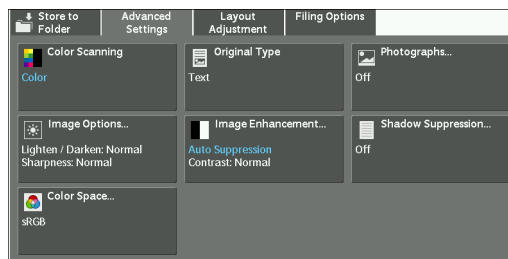 Store to
Folder
Advanced
Settings
Layout
Adjustment
Filing Options
Color Scanning
Color
Original Type
Text
Photographs...
Off
Image Options...
Lighten / Darken: Normal
Sharpness: Normal
Image Enhancement...
Auto Suppression
Contrast: Normal
Shadow Suppression...
Off
Color Space...
sRGB